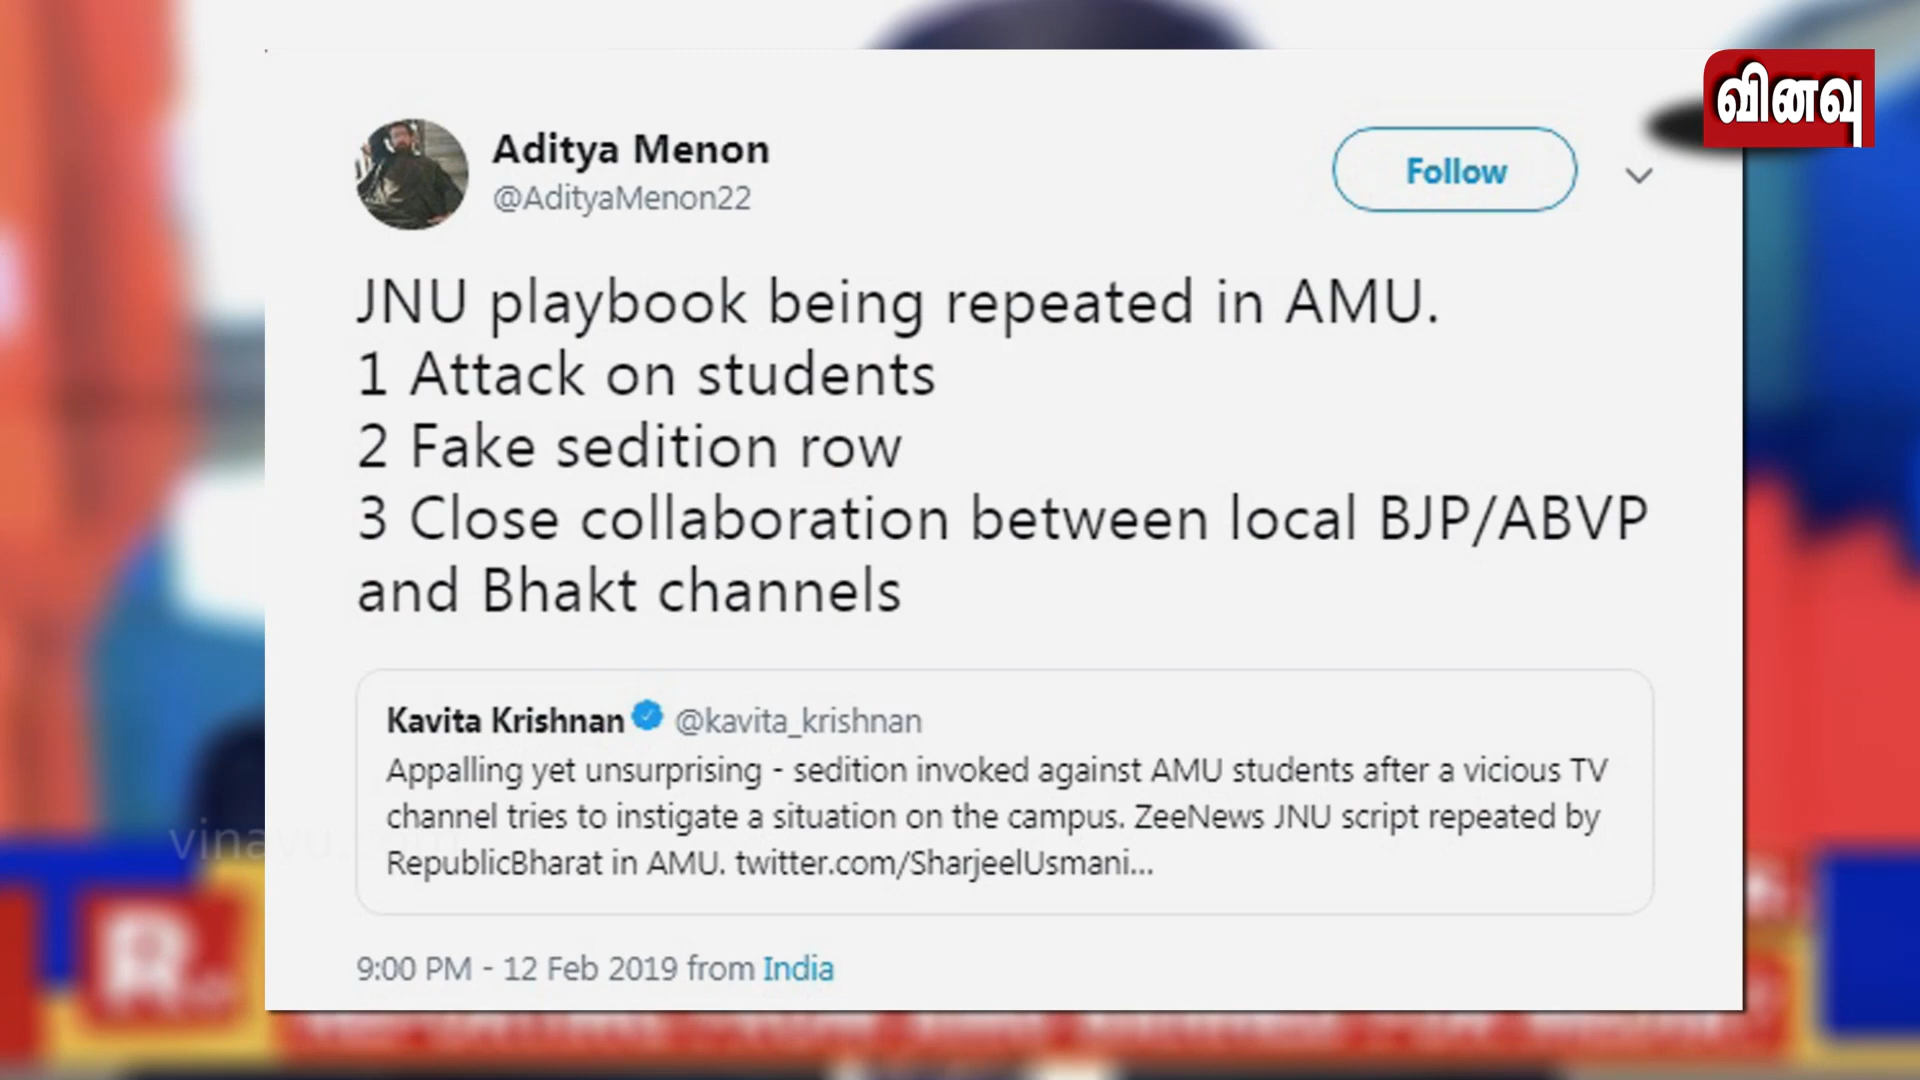 வினவு
Aditya Menon
@AdityaMenon22
Follow
JNU playbook being repeated in AMU.
1 Attack on students
2 Fake sedition row
3 Close collaboration between local BJP/ABVP
and Bhakt channels
Kavita Krishnan @kavita_krishnan
Appalling yet unsurprising - sedition invoked against AMU students after a vicious TV
channel tries to instigate a situation on the campus. ZeeNews JNU script repeated by
RepublicBharat in AMU. twitter.com/SharjeelUsmani...
vinavu.com
9:00 PM - 12 Feb 2019 from India
R.